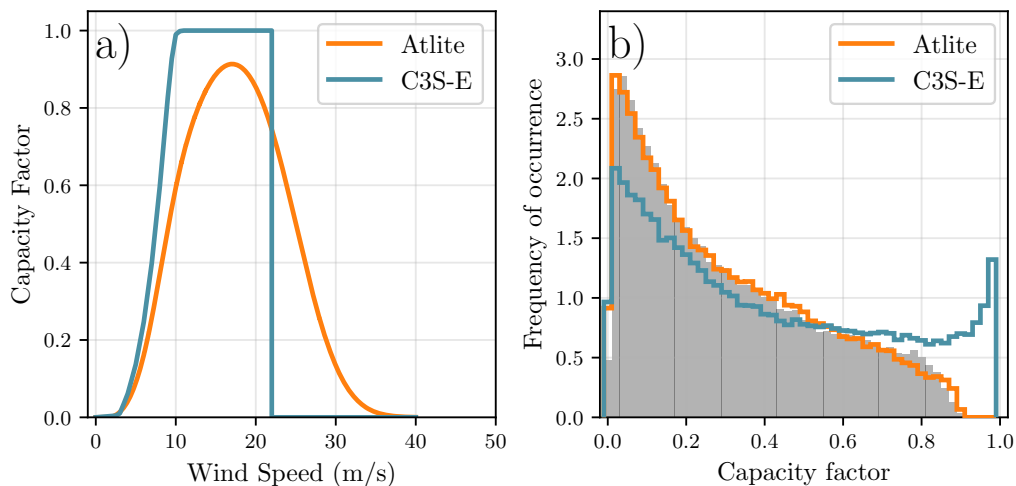 a)
Atlite
C3S-E
Capacity Factor
1.0
0.8
0.6
0.4
0.2
0.0
0 10 20 30 40 50
Wind Speed (m/s)
b)
Atlite
C3S-E
Frequency of occurrence
3.0
2.5
2.0
1.5
1.0
0.5
0.0
0.0 0.2 0.4 0.6 0.8 1.0
Capacity factor